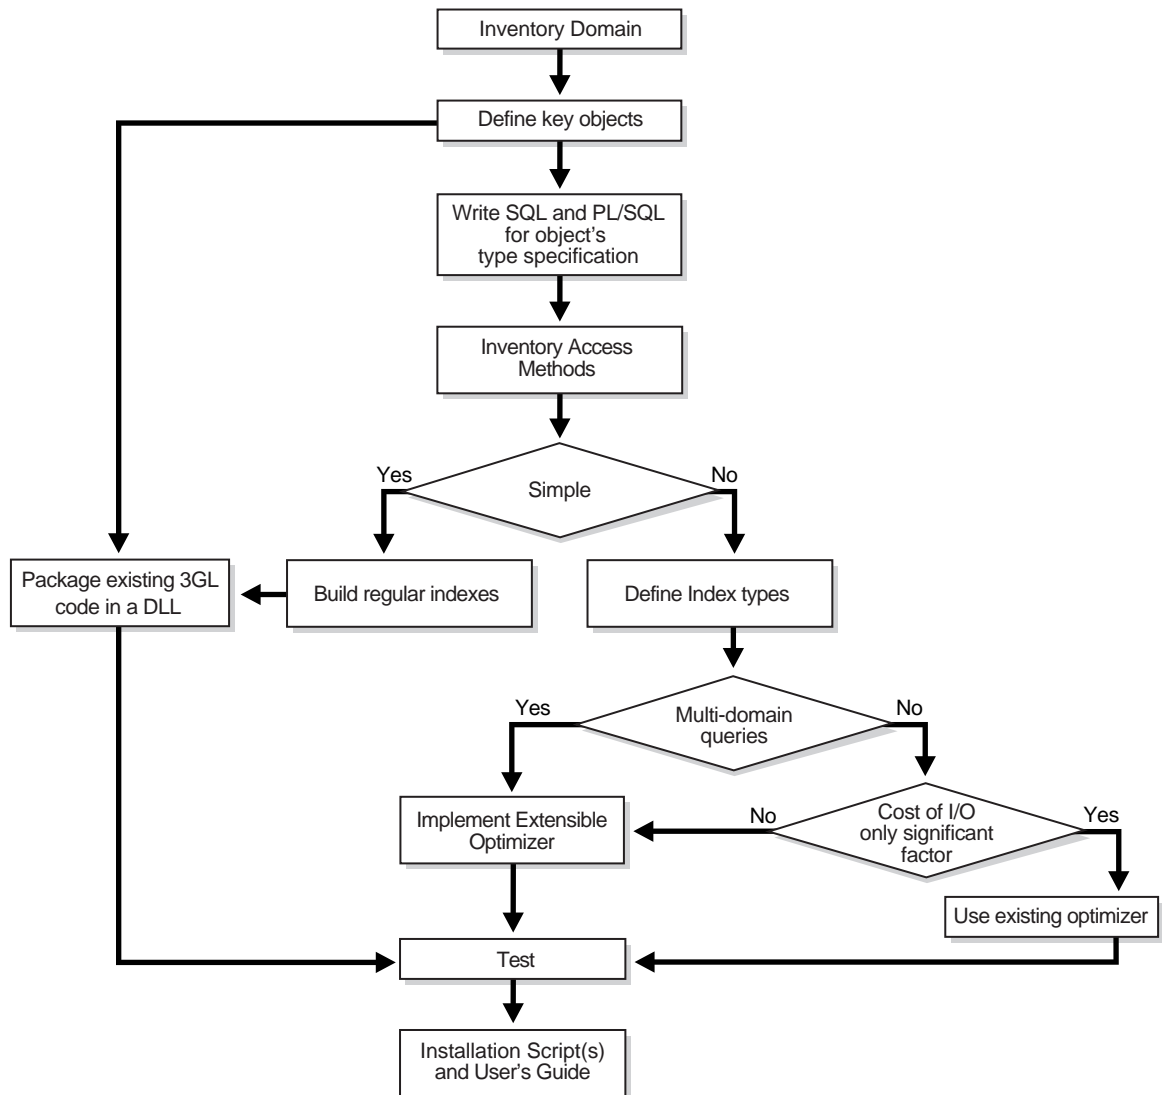 Inventory Domain
Define key objects
Write SQL and PL/SQL
for object's
type specification
Inventory Access
Methods
Yes
No
Simple
Package existing 3GL
code in a DLL
Build regular indexes
Define Index types
Yes
No
Multi-domain
queries
Implement Extensible
Optimizer
No
Yes
Cost of I/O
only significant
factor
Use existing optimizer
Test
Installation Script(s)
and User's Guide